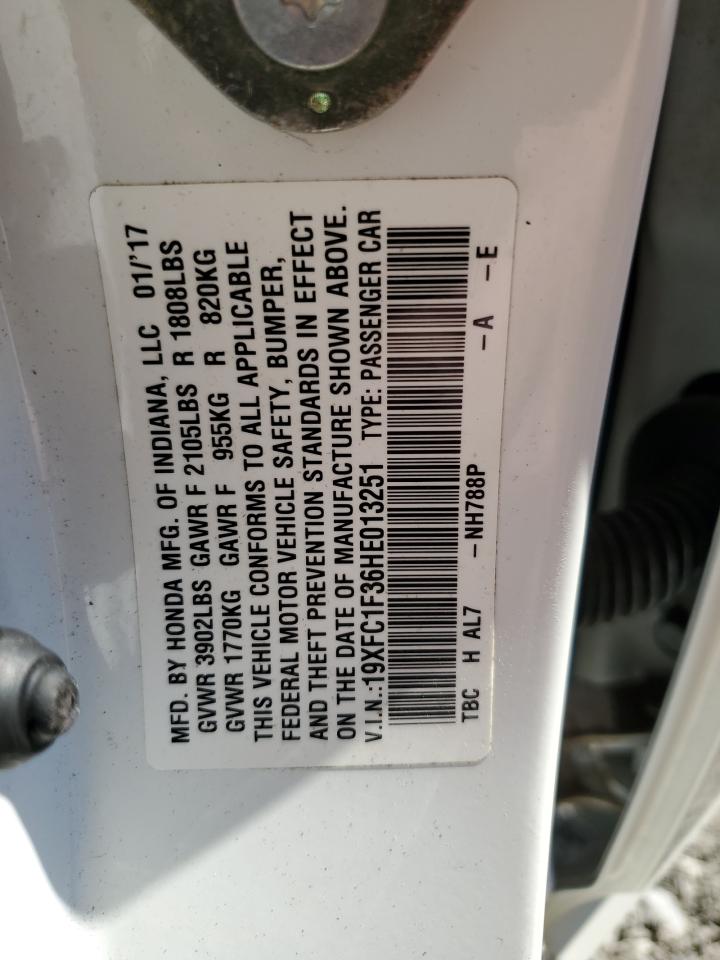 MFD. BY HONDA MFG. OF INDIANA, LLC 01/'17
GVWR 3902LBS GAWR F 2105LBS R 1808LBS
GVWR 1770KG GAWR F 955KG R 820KG
THIS VEHICLE CONFORMS TO ALL APPLICABLE
FEDERAL MOTOR VEHICLE SAFETY, BUMPER,
AND THEFT PREVENTION STANDARDS IN EFFECT
ON THE DATE OF MANUFACTURE SHOWN ABOVE.
V.I.N.:19XFC1F36HE013251 TYPE: PASSENGER CAR
TBC H AL7 -NH788P -A -E